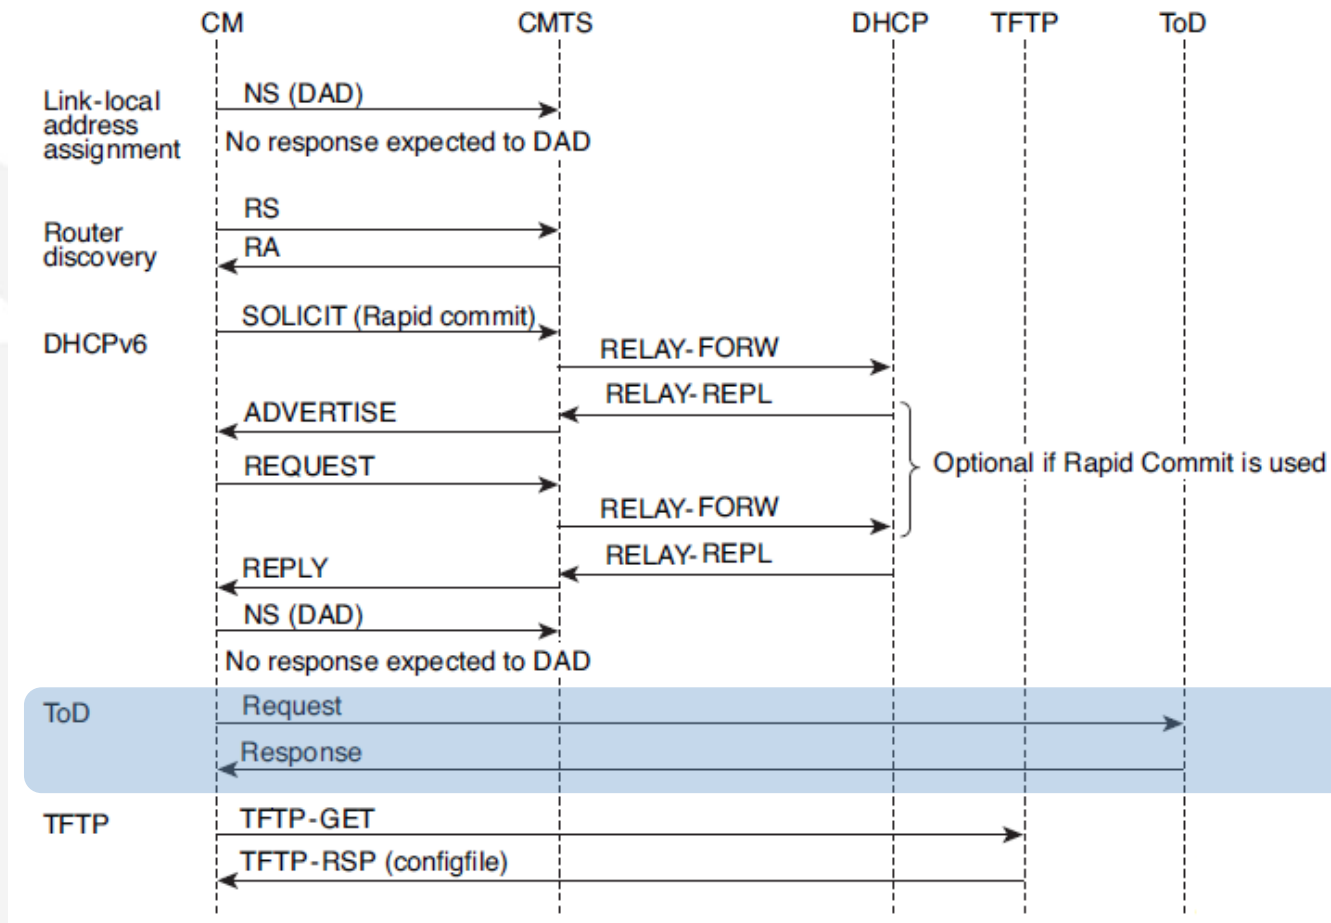 CM CMTS DHCP TFTP ToD
NS (DAD)
Link-local
address
assignment
No response expected to DAD
RS
Router
discovery
RA
SOLICIT (Rapid commit)
DHCPv6
RELAY-FORW
RELAY-REPL
ADVERTISE
REQUEST
Optional if Rapid Commit is used
RELAY-FORW
RELAY-REPL
REPLY
NS (DAD)
No response expected to DAD
ToD
Request
Response
TFTP
TFTP-GET
TFTP-RSP (configfile)